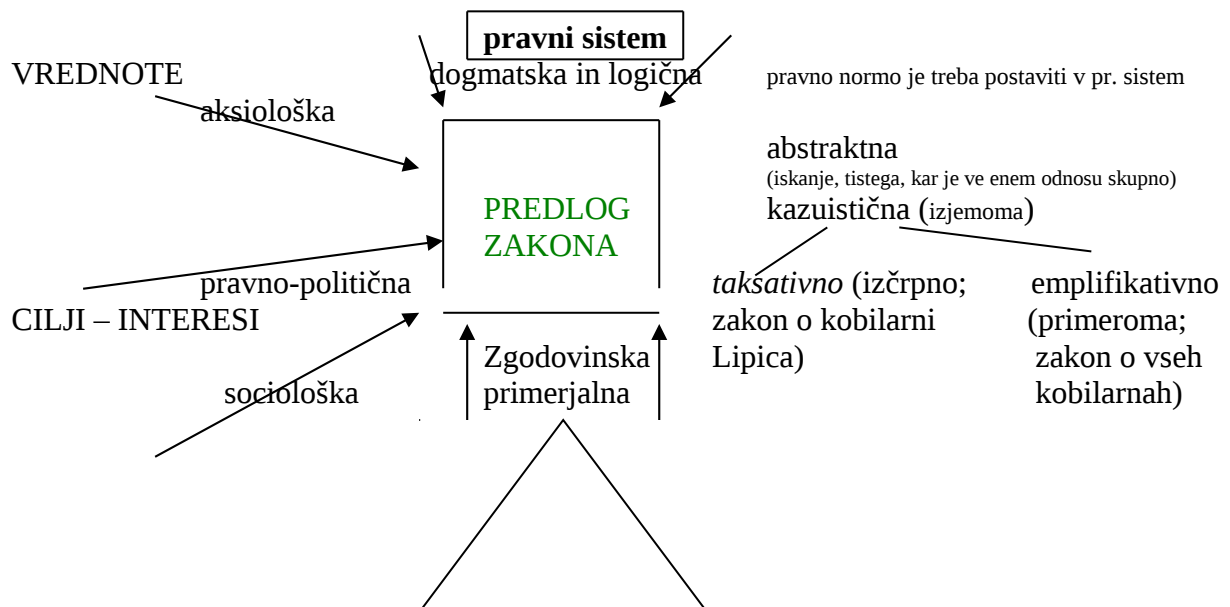 pravni sistem
VREDNOTE
dogmatska in logična
pravno normo je treba postaviti v pr. sistem
aksiološka
abstraktna
(iskanje, tistega, kar je ve enem odnosu skupno)
kazuistična (izjemoma)
PREDLOG
ZAKONA
pravno-politična
CILJI – INTERESI
taksativno (izčrpno;
zakon o kobilarni
Lipica)
emplifikativno
(primeroma;
zakon o vseh
kobilarnah)
Zgodovinska
primerjalna
sociološka